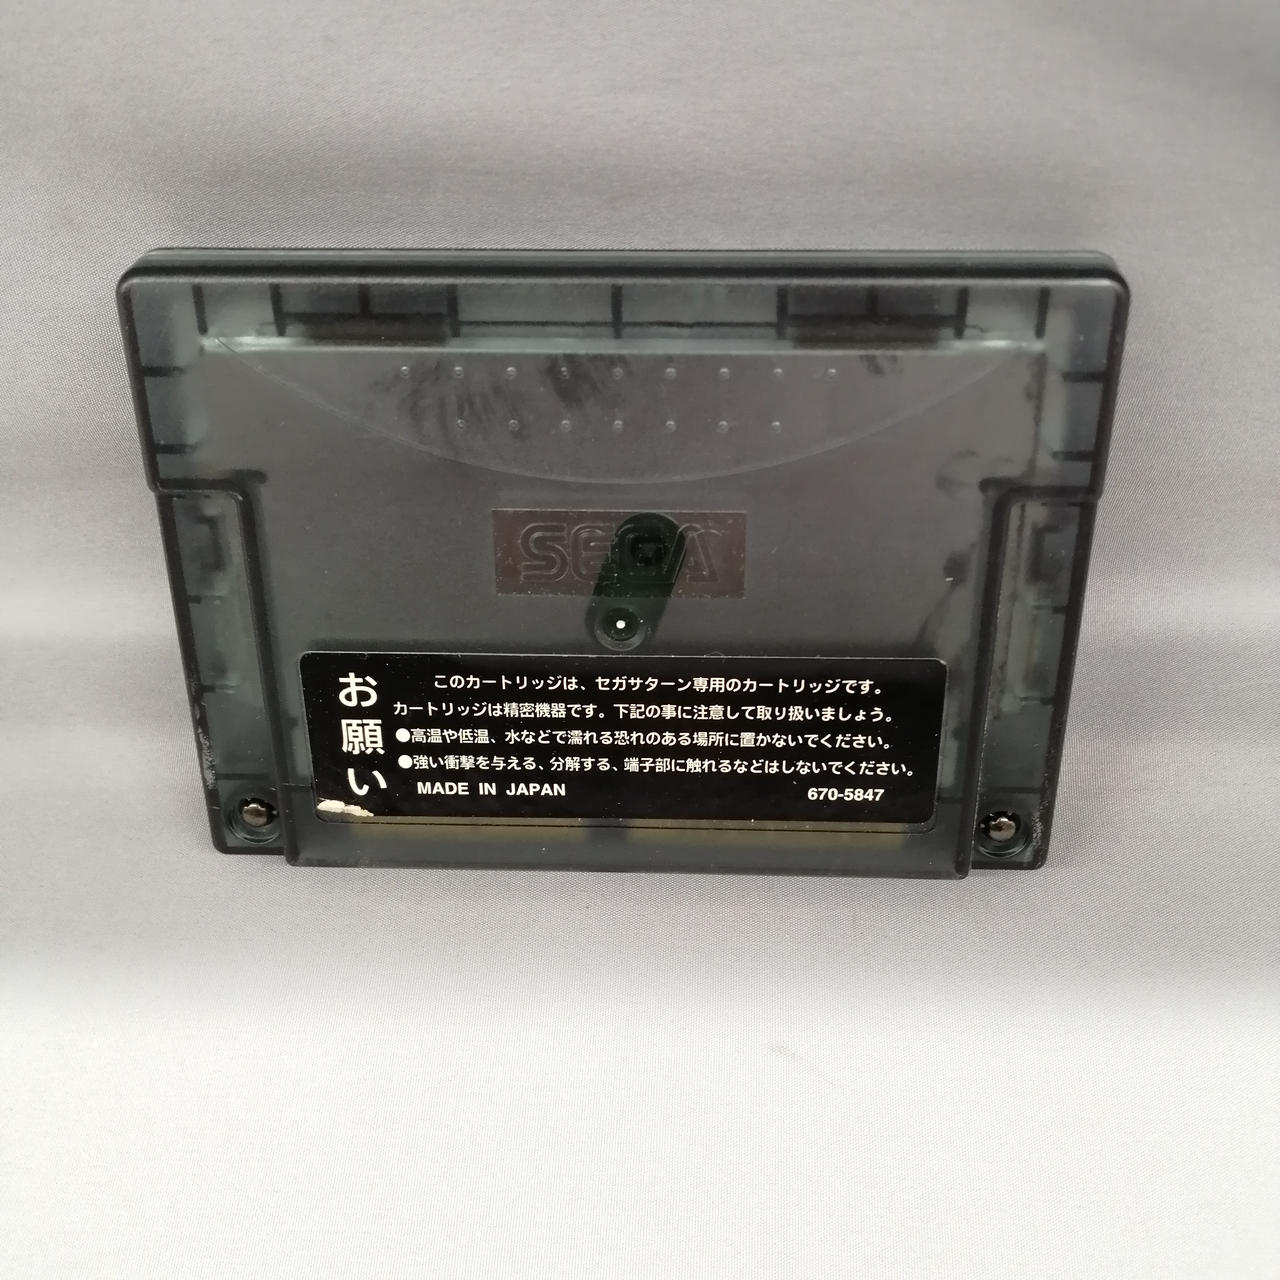 SEGA
お願い
このカートリッジは、セガサターン専用のカートリッジです。
カートリッジは精密機器です。下記の事に注意して取り扱いましょう。
●高温や低温、水などで濡れる恐れのある場所に置かないでください。
●強い衝撃を与える、分解する、端子部に触れるなどはしないでください。
MADE IN JAPAN 670-5847